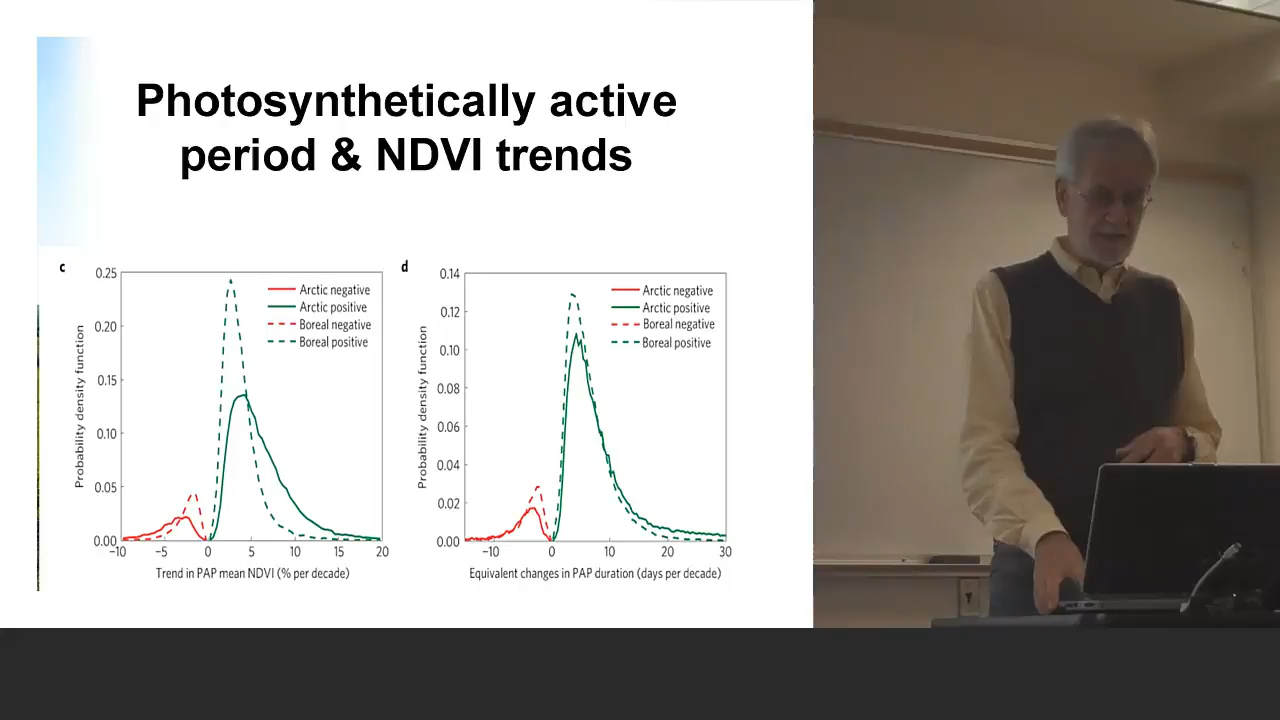 Photosynthetically active
period & NDVI trends
c
0.25
0.20
0.15
0.10
0.05
0.00
Probability density function
Arctic negative
Arctic positive
Boreal negative
Boreal positive
−10 −5 0 5 10 15 20
Trend in PAP mean NDVI (% per decade)
d
0.14
0.12
0.10
0.08
0.06
0.04
0.02
0.00
Probability density function
Arctic negative
Arctic positive
Boreal negative
Boreal positive
−10 0 10 20 30
Equivalent changes in PAP duration (days per decade)